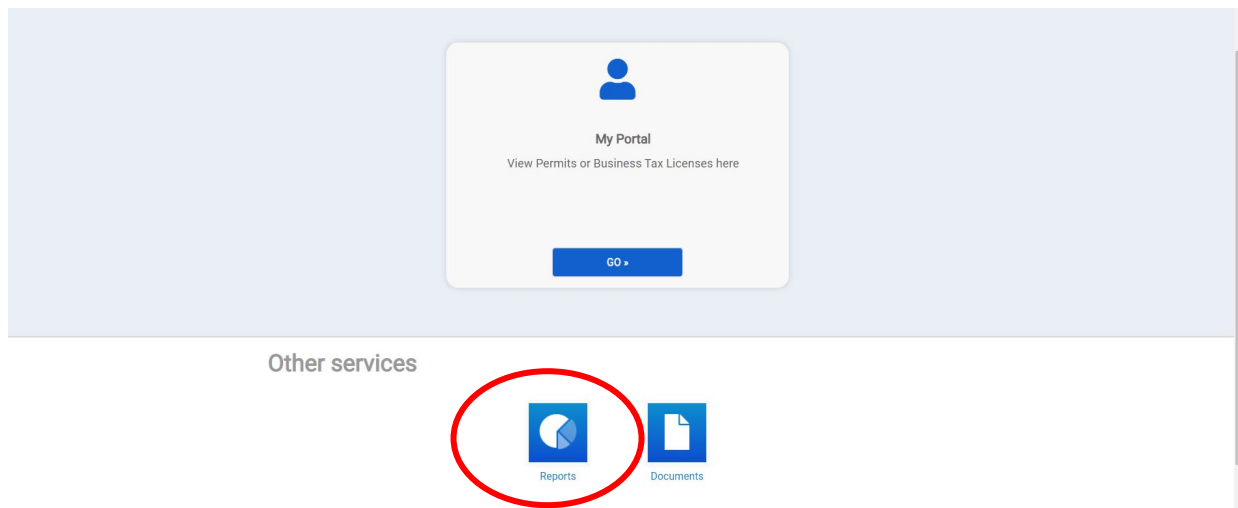 My Portal
View Permits or Business Tax Licenses here
GO »
Other services
Reports
Documents